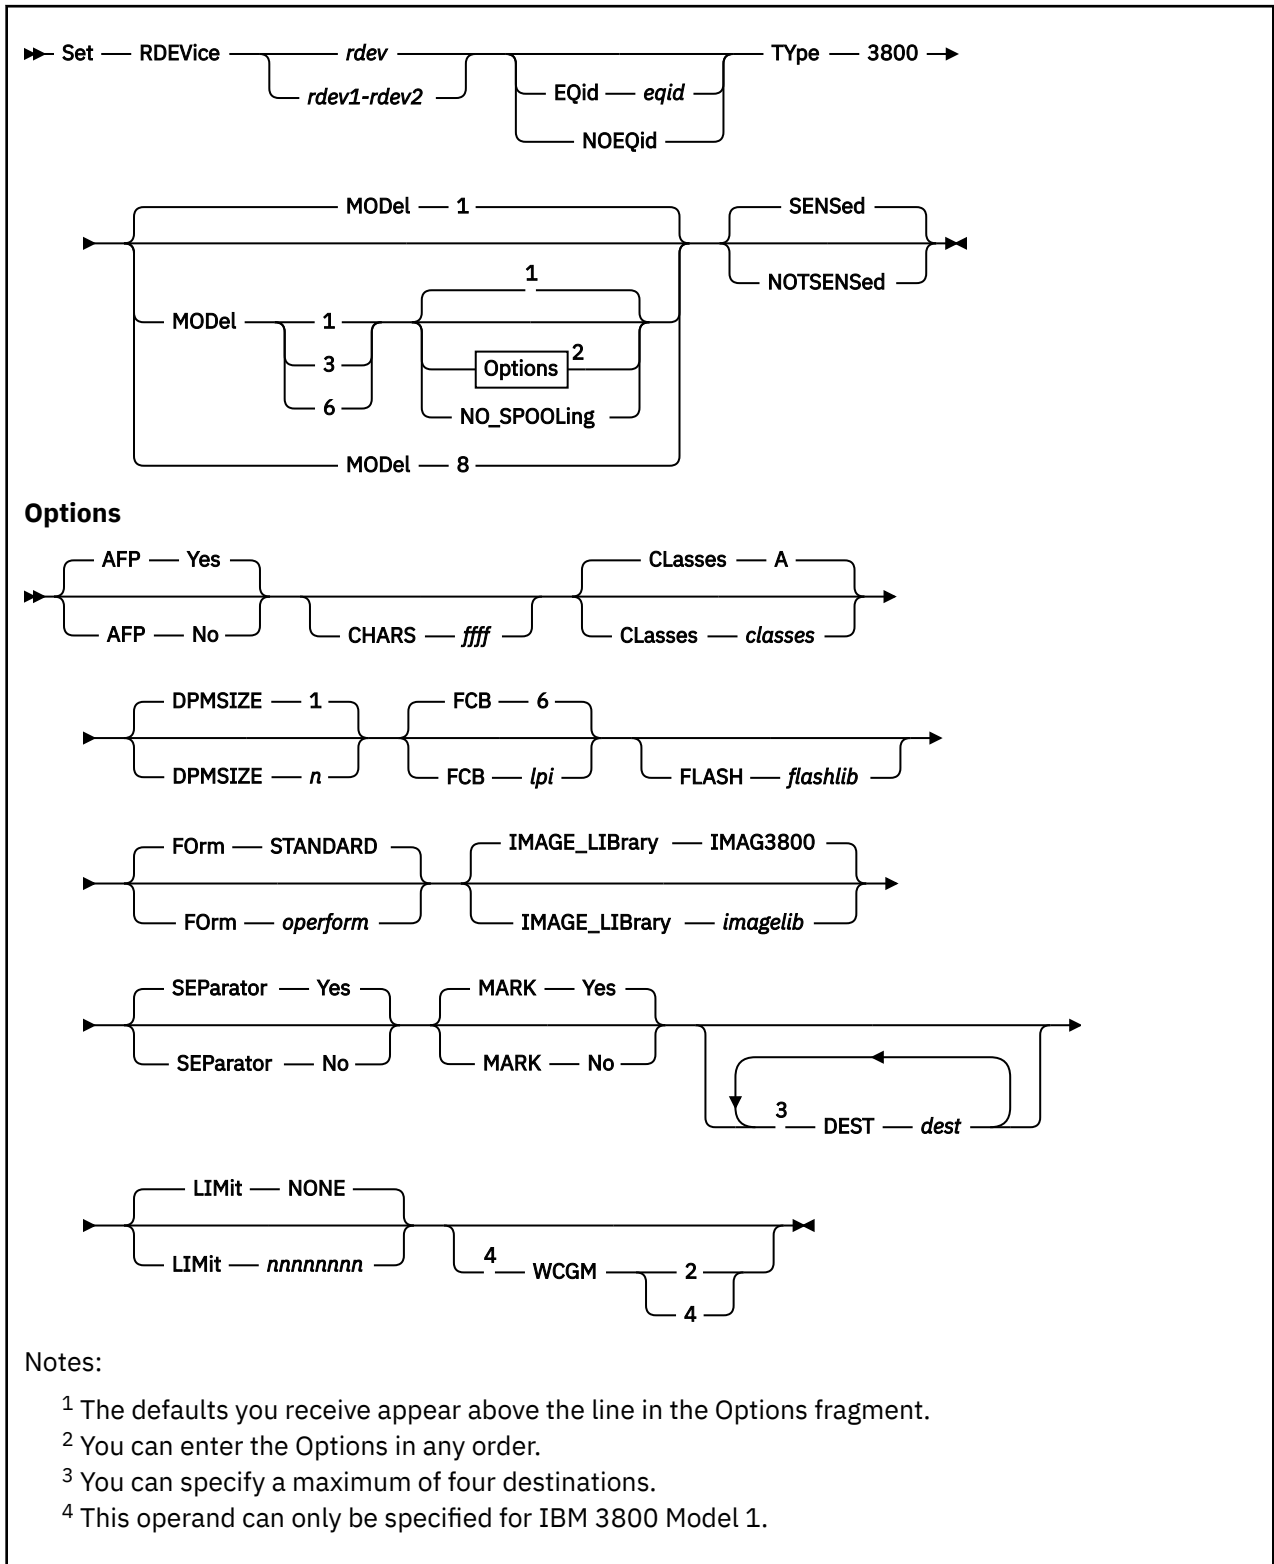 Set RDEVice rdev TYpe 3800
rdev1-rdev2 EQid eqid
NOEQid
MODel 1 SENSed
NOTSENSed
1
MODel 1
3 Options 2
6 NO_SPOOLing
MODel 8
Options
AFP Yes CLasses A
AFP No CHARS ffff CLasses classes
DPMSIZE 1 FCB 6
DPMSIZE n FCB lpi FLASH flashlib
FOrm STANDARD IMAGE_LIBrary IMAG3800
FOrm operform IMAGE_LIBrary imagelib
SEParator Yes MARK Yes
SEParator No MARK No
3 DEST dest
LIMit NONE
LIMit nnnnnnnn 4 WCGM 2
4
Notes:
1 The defaults you receive appear above the line in the Options fragment.
2 You can enter the Options in any order.
3 You can specify a maximum of four destinations.
4 This operand can only be specified for IBM 3800 Model 1.